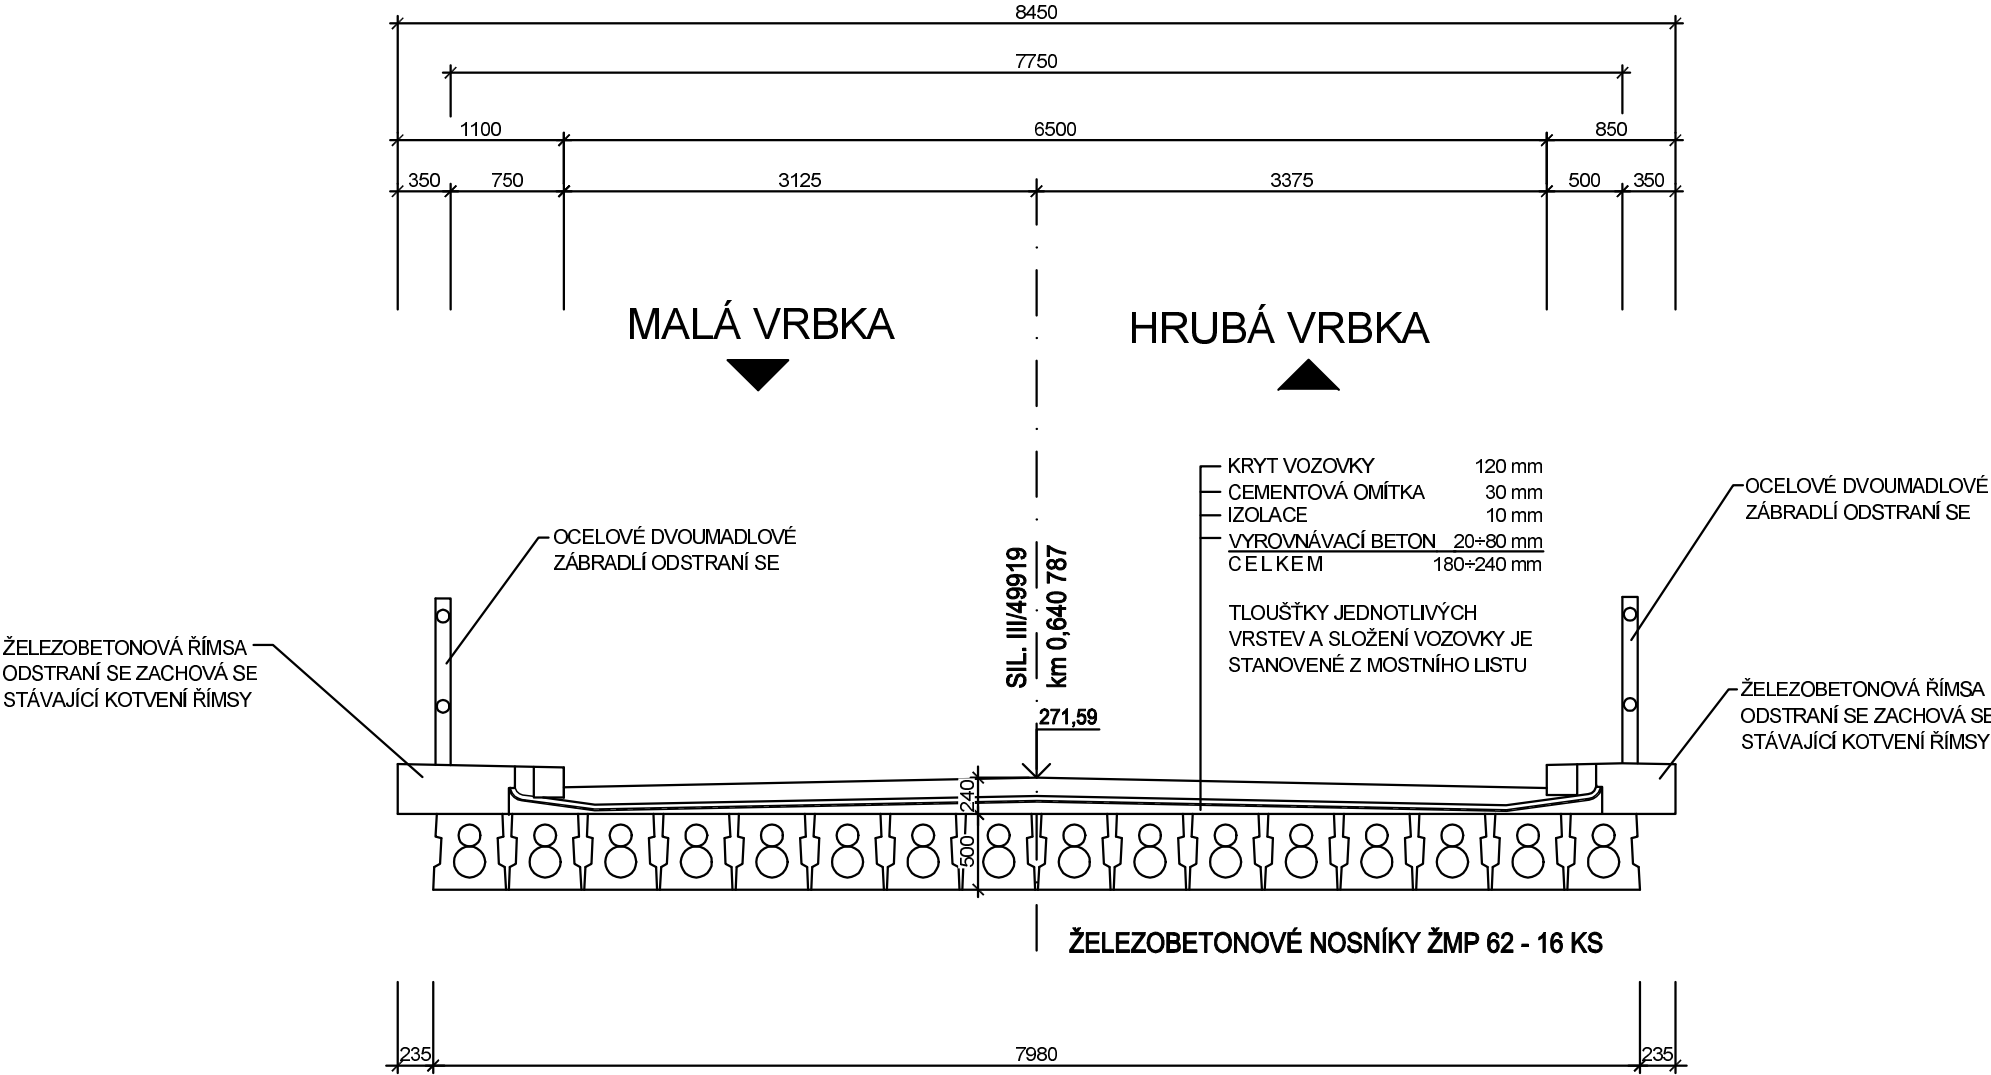 8450
7750
1100
6500
850
350
750
3125
3375
500
350
MALÁ VRBKA
HRUBÁ VRBKA
KRYT VOZOVKY 120 mm
CEMENTOVÁ OMÍTKA 30 mm
IZOLACE 10 mm
VYROVNÁVACÍ BETON 20÷80 mm
CELKEM 180÷240 mm
TLOUŠŤKY JEDNOTLIVÝCH
VRSTEV A SLOŽENÍ VOZOVKY JE
STANOVENÉ Z MOSTNÍHO LISTU
OCELOVÉ DVOUMADLOVÉ
ZÁBRADLÍ ODSTRANÍ SE
OCELOVÉ DVOUMADLOVÉ
ZÁBRADLÍ ODSTRANÍ SE
SIL. III/49919
km 0,640 787
ŽELEZOBETONOVÁ ŘÍMSA
ODSTRANÍ SE ZACHOVÁ SE
STÁVAJÍCÍ KOTVENÍ ŘÍMSY
ŽELEZOBETONOVÁ ŘÍMSA
ODSTRANÍ SE ZACHOVÁ SE
STÁVAJÍCÍ KOTVENÍ ŘÍMSY
271,59
240
500
ŽELEZOBETONOVÉ NOSNÍKY ŽMP 62 - 16 KS
235
7980
235